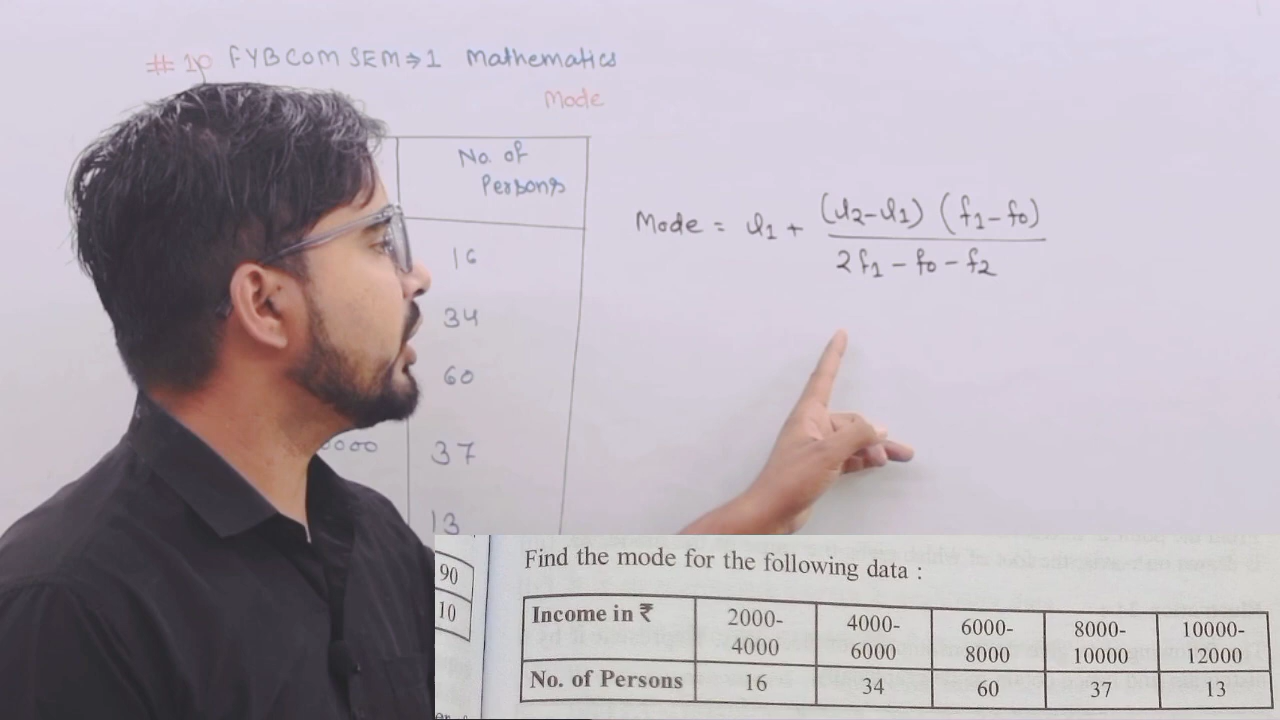 # 10 FYBCOM SEM⇒1 Mathematics
Mode
No. of
Persons
16
34
60
0000 37
13
Mode = l1 + (l2-l1) (f1-f0)
2f1-f0-f2
90
10
Find the mode for the following data :
Income in ₹ 2000-4000 4000-6000 6000-8000 8000-10000 10000-12000
No. of Persons 16 34 60 37 13